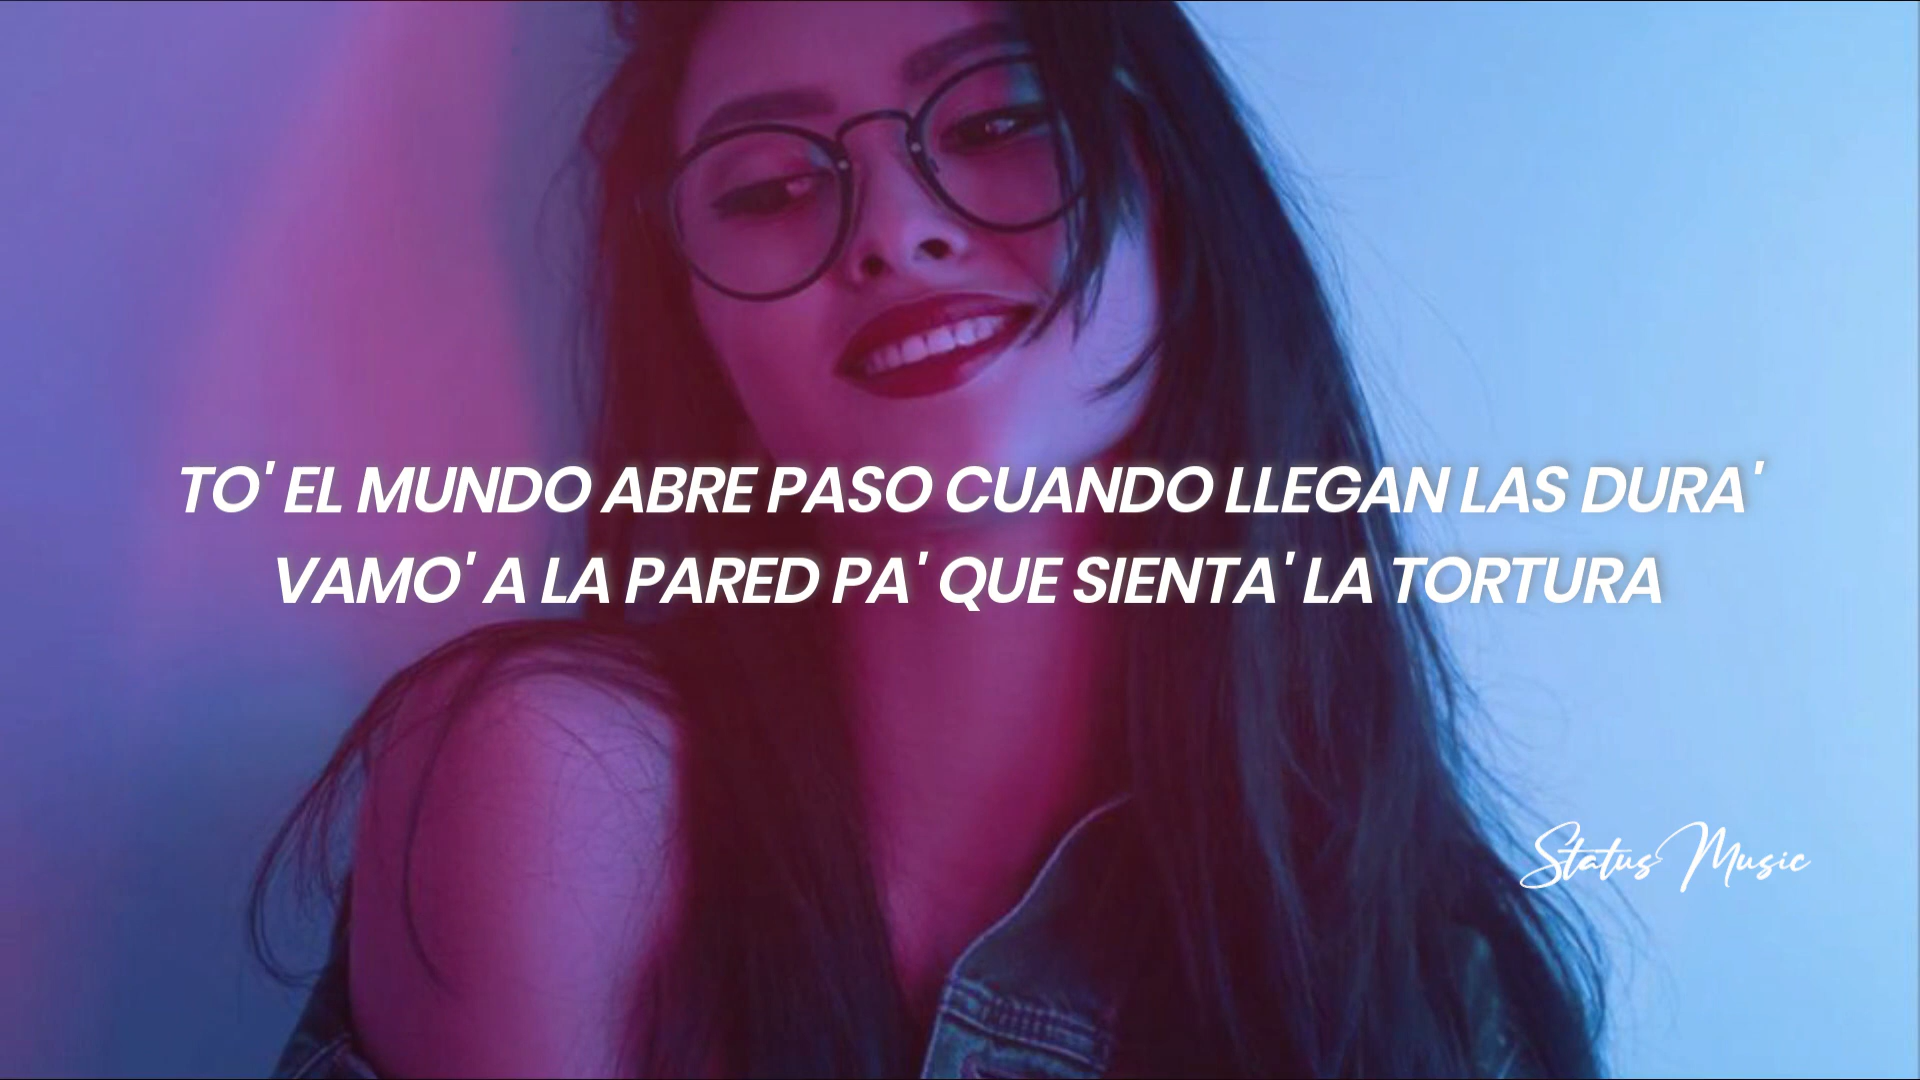 TO' EL MUNDO ABRE PASO CUANDO LLEGAN LAS DURA'
VAMO' A LA PARED PA' QUE SIENTA' LA TORTURA
Status Music